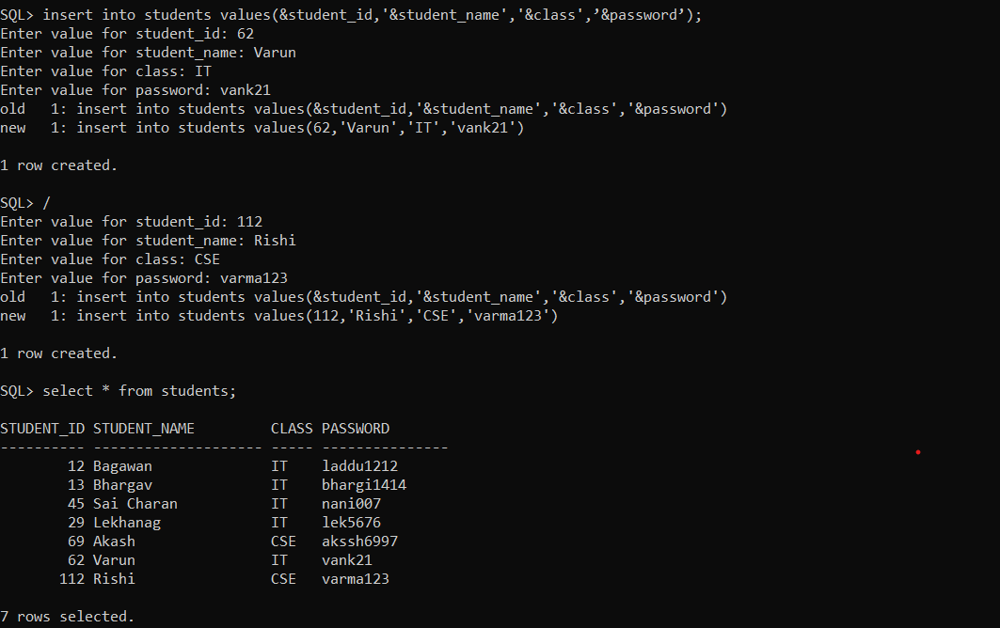 SQL> insert into students values(&student_id,'&student_name','&class',’&password’);
Enter value for student_id: 62
Enter value for student_name: Varun
Enter value for class: IT
Enter value for password: vank21
old   1: insert into students values(&student_id,'&student_name','&class','&password')
new   1: insert into students values(62,'Varun','IT','vank21')

1 row created.

SQL> /
Enter value for student_id: 112
Enter value for student_name: Rishi
Enter value for class: CSE
Enter value for password: varma123
old   1: insert into students values(&student_id,'&student_name','&class','&password')
new   1: insert into students values(112,'Rishi','CSE','varma123')

1 row created.

SQL> select * from students;

STUDENT_ID STUDENT_NAME         CLASS PASSWORD
---------- -------------------- ----- ---------------
        12 Bagawan              IT    laddu1212
        13 Bhargav              IT    bhargi1414
        45 Sai Charan           IT    nani007
        29 Lekhanag             IT    lek5676
        69 Akash                CSE   akssh6997
        62 Varun                IT    vank21
       112 Rishi                CSE   varma123

7 rows selected.